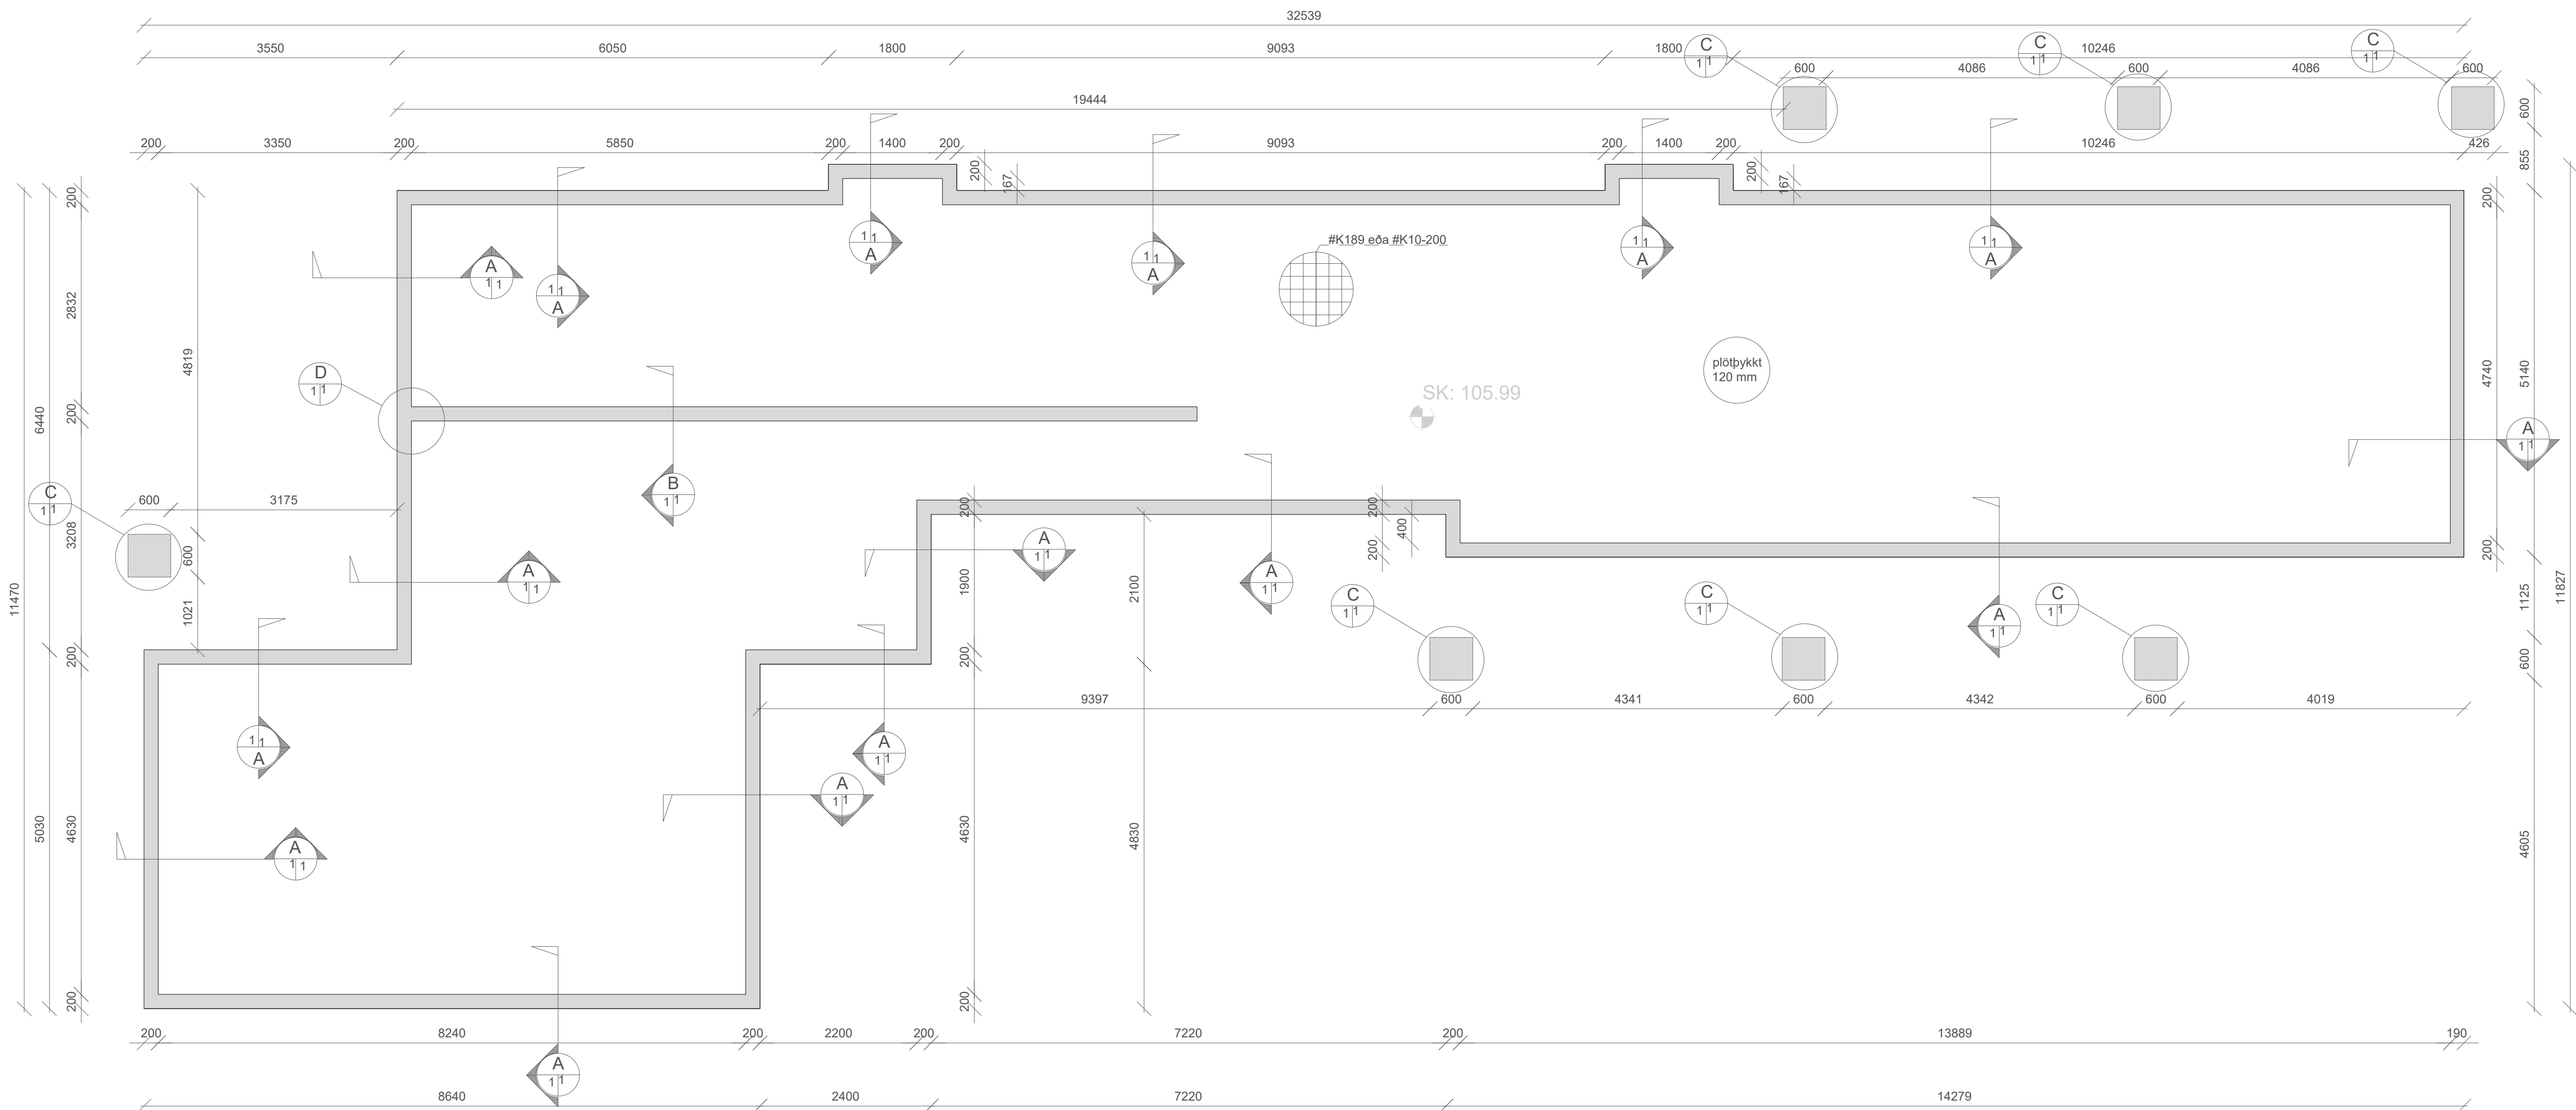 32539
3550 6050 1800 9093 1800 10246
C 1 1
C 1 1
C 1 1
600 4086 600 4086 600
19444
200 3350 200 5850 200 1400 200 9093 200 1400 200 10246 426
200 167 200 167
600
855
200
2832
200
3208
200
4630
200
6440
5030
11470
4819
600
1021
#K189 eða #K10-200
A 1 1
1 1 A
1 1 A
1 1 A
1 1 A
1 1 A
plötþykkt
120 mm
SK: 105.99
D 1 1
B 1 1
C 1 1
600 3175
200
4740
200
5140
1125
600
4605
11827
A 1 1
A 1 1
A 1 1
A 1 1
A 1 1
200
1900
200
4630
200
2100
4830
200
200
400
C 1 1
C 1 1
C 1 1
9397 600 4341 600 4342 600 4019
1 1 A
A 1 1
A 1 1
A 1 1
200 8240 200 2200 200 7220 200 13889 190
A 1 1
8640 2400 7220 14279